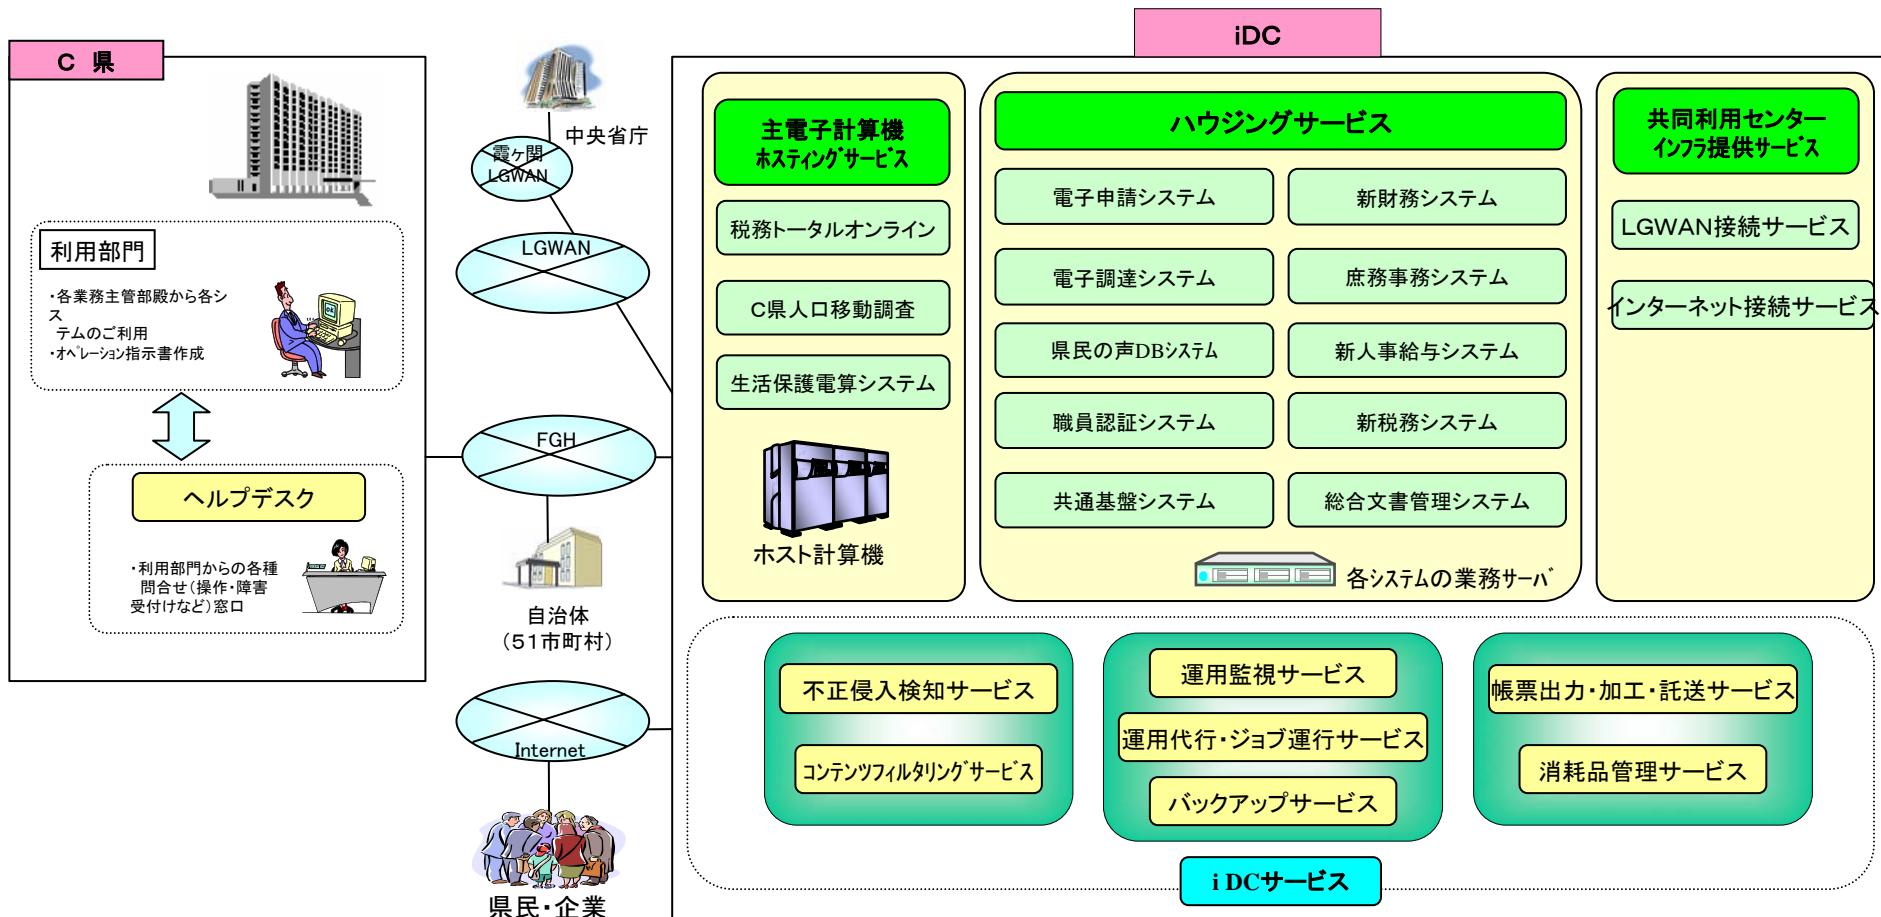 C 県
利用部門
・各業務主管部殿から各シ
ス
テムのご利用
・オペレーション指示書作成
ヘルプデスク
・利用部門からの各種
問合せ(操作・障害
受付けなど)窓口
中央省庁
霞ヶ関
LGWAN
LGWAN
FGH
自治体
(51市町村)
Internet
県民・企業
iDC
主電子計算機
ホスティングサービス
税務トータルオンライン
C県人口移動調査
生活保護電算システム
ホスト計算機
ハウジングサービス
電子申請システム
新財務システム
電子調達システム
庶務事務システム
県民の声DBシステム
新人事給与システム
職員認証システム
新税務システム
共通基盤システム
総合文書管理システム
各システムの業務サーバ
共同利用センター
インフラ提供サービス
LGWAN接続サービス
インターネット接続サービス
不正侵入検知サービス
コンテンツフィルタリングサービス
運用監視サービス
運用代行・ジョブ運行サービス
バックアップサービス
帳票出力・加工・託送サービス
消耗品管理サービス
i DCサービス